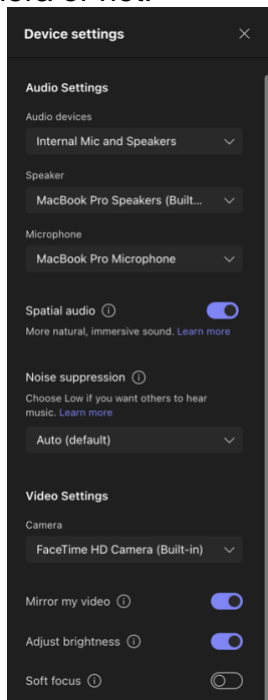 Device settings
Audio Settings
Audio devices
Internal Mic and Speakers
Speaker
MacBook Pro Speakers (Built...
Microphone
MacBook Pro Microphone
Spatial audio
More natural, immersive sound. Learn more
Noise suppression
Choose Low if you want others to hear
music. Learn more
Auto (default)
Video Settings
Camera
FaceTime HD Camera (Built-in)
Mirror my video
Adjust brightness
Soft focus